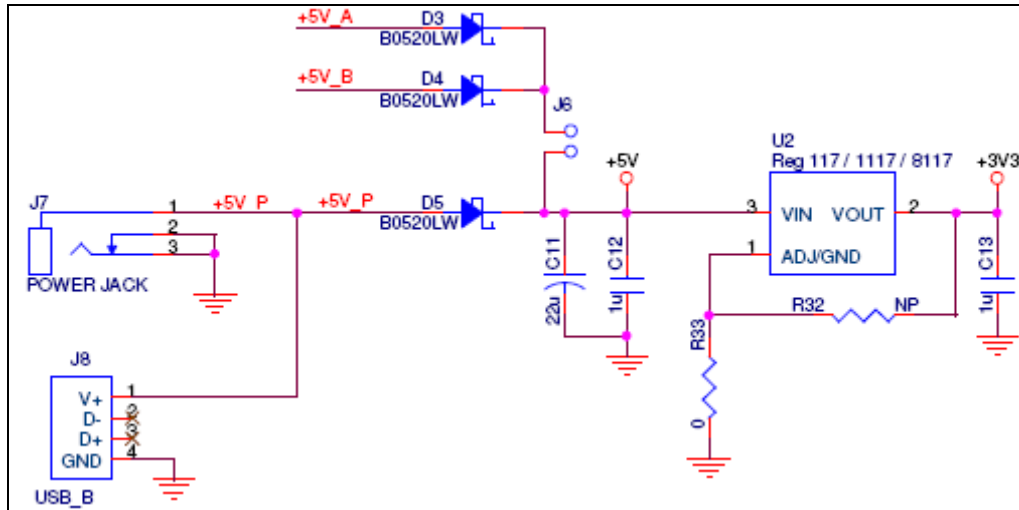 +5V_A
D3
B0520LW
+5V_B
D4
B0520LW
J6
U2
Reg 117 / 1117 / 8117
+5V
+3V3
J7
1
+5V_P
+5V_P
D5
B0520LW
2
3
POWER JACK
3
VIN
VOUT
2
1
ADJ/GND
C11
22u
C12
1u
C13
1u
R32
NP
R33
0
J8
V+
1
D-
2
D+
3
GND
4
USB_B